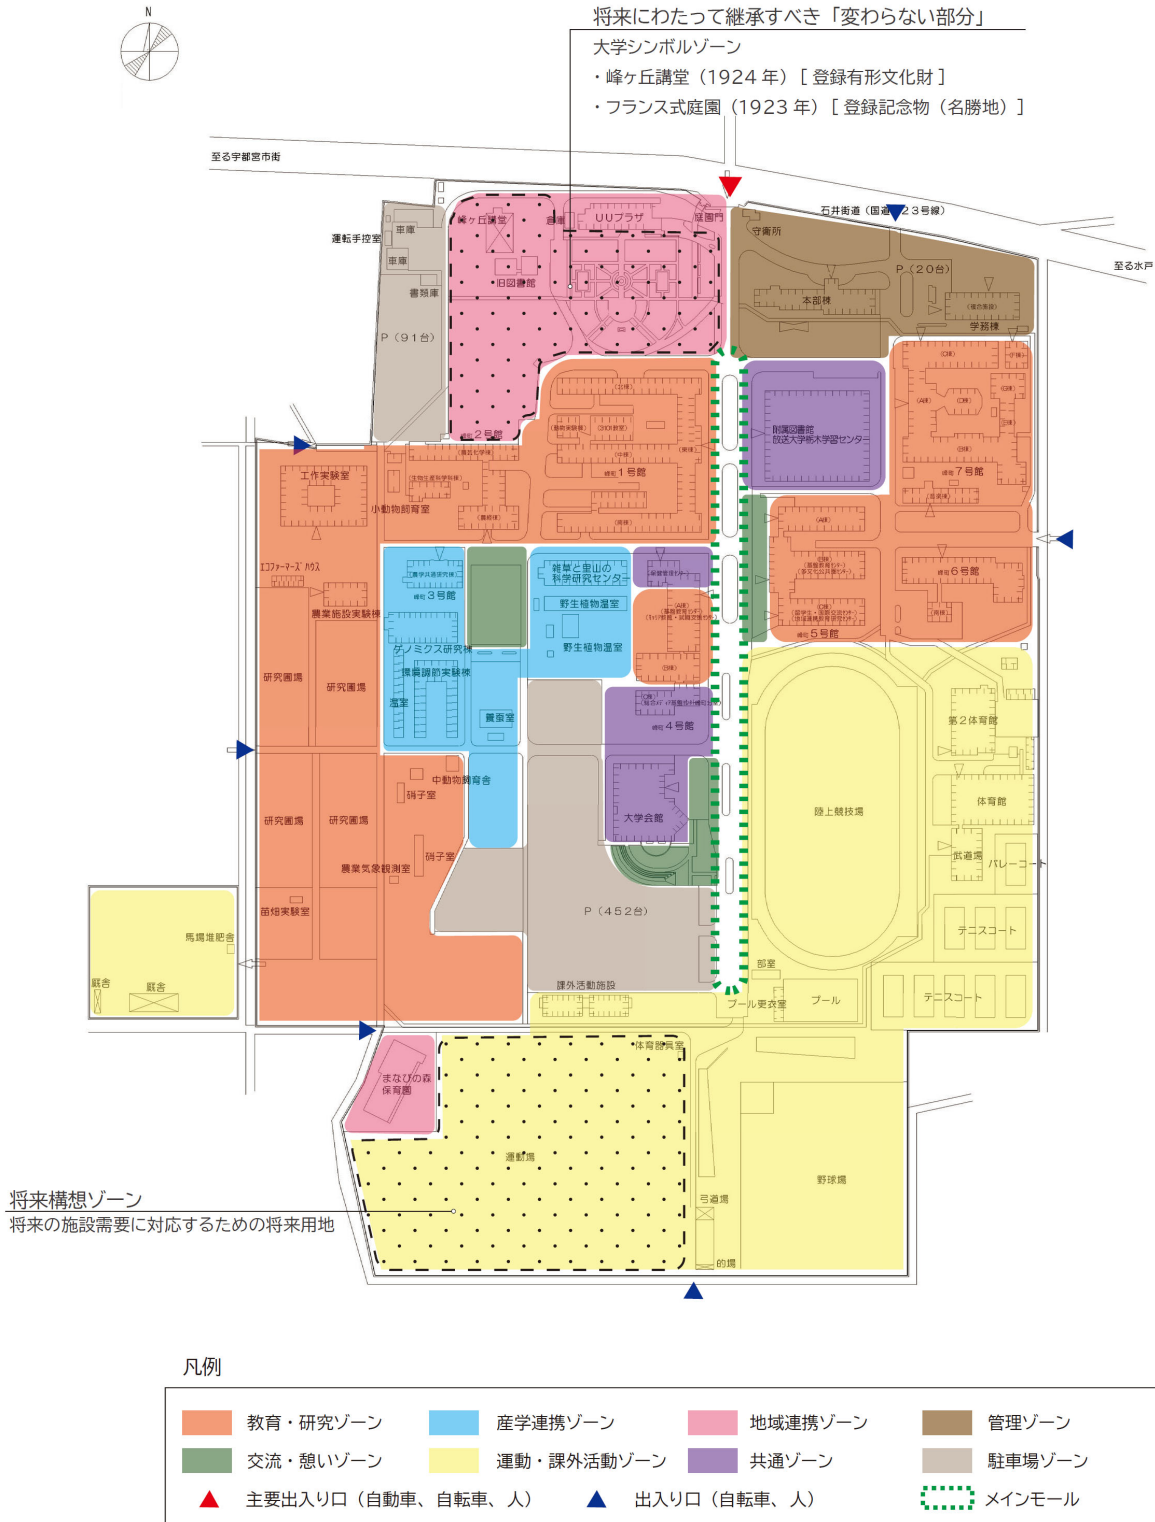 N
将来にわたって継承すべき「変わらない部分」
大学シンボルゾーン
・峰ヶ丘講堂（1924年）[ 登録有形文化財 ]
・フランス式庭園（1923年）[ 登録記念物（名勝地）]
至る宇都宮市街
石井街道（国道123号線）
至る水戸
運転手控室
車庫
車庫
書類庫
P（91台）
峰ヶ丘講堂
倉庫
UUプラザ
庭園門
旧図書館
守衛所
P（20台）
本部棟
学務棟
附属図書館
放送大学栃木学習センター
峰町7号館
峰町2号館
峰町1号館
工作実験室
小動物飼育室
エコファーマーズハウス
農業施設実験棟
峰町3号館
ゲノミクス研究棟
環境調節実験棟
温室
養蚕室
雑草と里山の
科学研究センター
野生植物温室
野生植物温室
峰町6号館
峰町5号館
峰町4号館
研究圃場
研究圃場
研究圃場
研究圃場
中動物飼育舎
硝子室
硝子室
農業気象観測室
苗畑実験室
大学会館
P（452台）
陸上競技場
第2体育館
体育館
武道場
バレーコート
テニスコート
テニスコート
馬場堆肥舎
厩舎
厩舎
課外活動施設
部室
プール更衣室
プール
体育器具室
まなびの森
保育園
運動場
野球場
弓道場
的場
将来構想ゾーン
将来の施設需要に対応するための将来用地
凡例
教育・研究ゾーン
産学連携ゾーン
地域連携ゾーン
管理ゾーン
交流・憩いゾーン
運動・課外活動ゾーン
共通ゾーン
駐車場ゾーン
主要出入り口（自動車、自転車、人）
出入り口（自転車、人）
メインモール